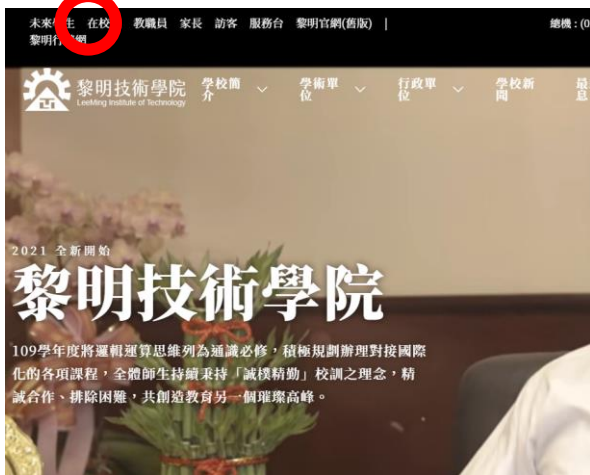 未來學生 在校 教職員 家長 訪客 服務台 黎明官網(舊版) | 總機 : (0
黎明行 網
黎明技術學院
LeeMing Institute of Technology
學校簡介
學術單位
行政單位
學校新聞
最 息
2021 全新開始
黎明技術學院
109學年度將邏輯運算思維列為通識必修，積極規劃辦理對接國際
化的各項課程，全體師生持續秉持「誠樸精勤」校訓之理念，精
誠合作、排除困難，共創造教育另一個璀璨高峰。